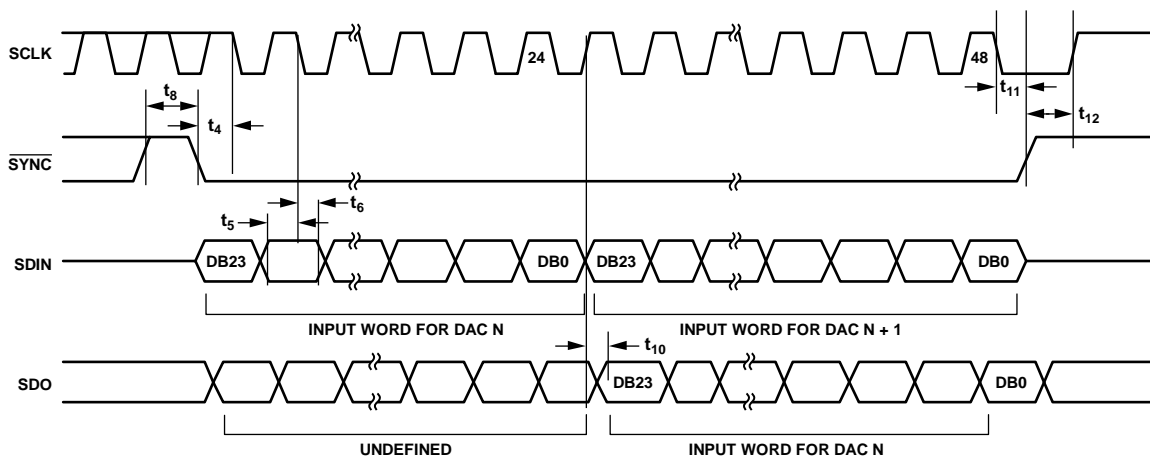 SCLK
24
48
t11
t12
t8
t4
SYNC
t5
t6
SDIN
DB23
DB0
DB23
DB0
INPUT WORD FOR DAC N
INPUT WORD FOR DAC N + 1
t10
SDO
DB23
DB0
UNDEFINED
INPUT WORD FOR DAC N